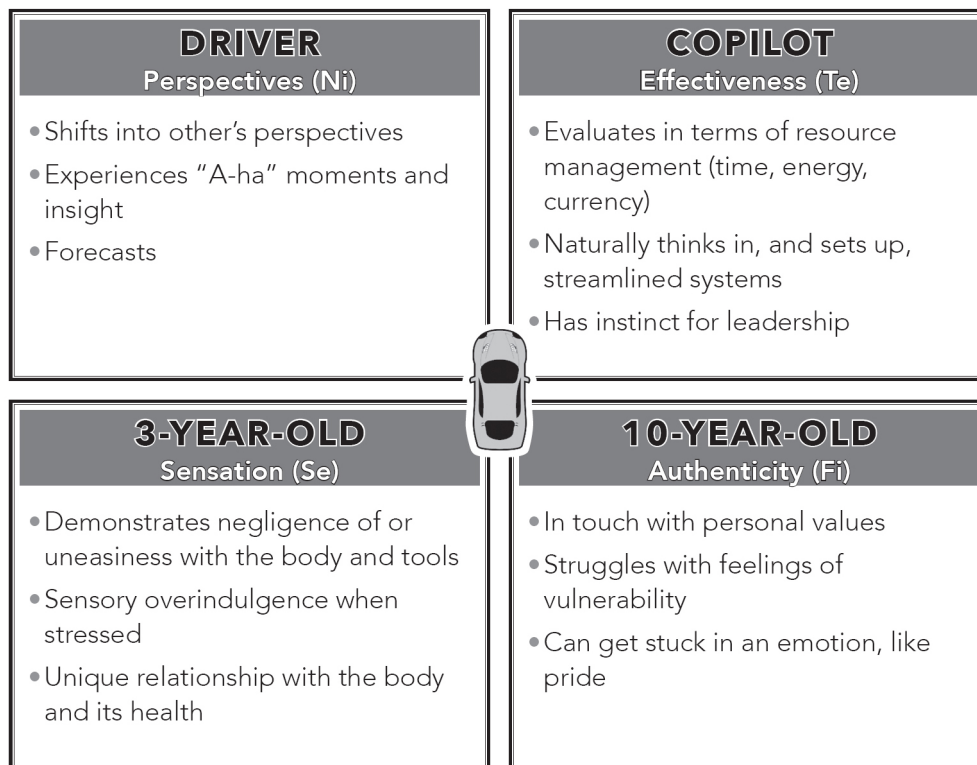 DRIVER
Perspectives (Ni)
• Shifts into other’s perspectives
• Experiences “A-ha” moments and
insight
• Forecasts
COPILOT
Effectiveness (Te)
• Evaluates in terms of resource
management (time, energy,
currency)
• Naturally thinks in, and sets up,
streamlined systems
• Has instinct for leadership
3-YEAR-OLD
Sensation (Se)
• Demonstrates negligence of or
uneasiness with the body and tools
• Sensory overindulgence when
stressed
• Unique relationship with the body
and its health
10-YEAR-OLD
Authenticity (Fi)
• In touch with personal values
• Struggles with feelings of
vulnerability
• Can get stuck in an emotion, like
pride